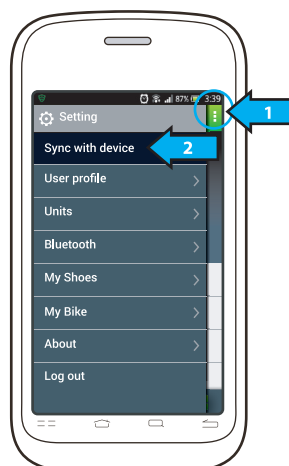 87% 3:39
Setting
1
Sync with device
2
User profile
Units
Bluetooth
My Shoes
My Bike
About
Log out